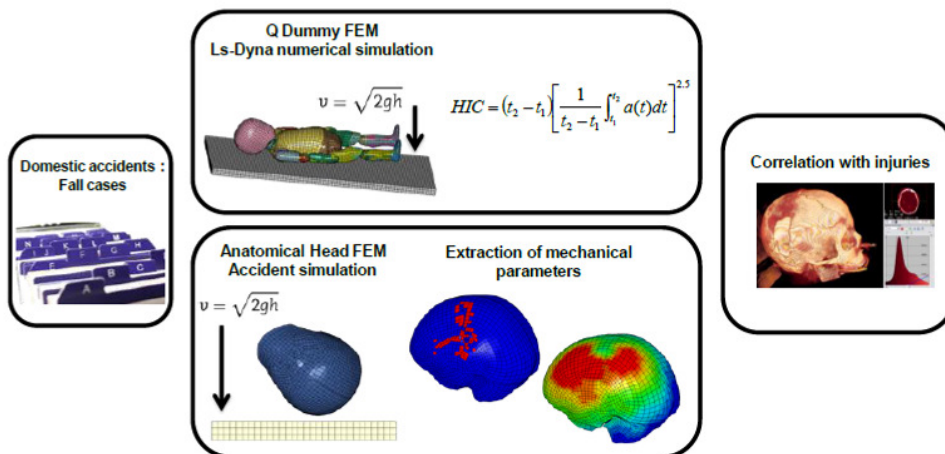 Domestic accidents :
Fall cases
Q Dummy FEM
Ls-Dyna numerical simulation
υ = √2gh
HIC = (t₂ − t₁) [ 1/(t₂ − t₁) ∫ₜ₁ᵗ² a(t)dt ]^2.5
Anatomical Head FEM
Accident simulation
υ = √2gh
Extraction of mechanical
parameters
Correlation with injuries
A
B
C